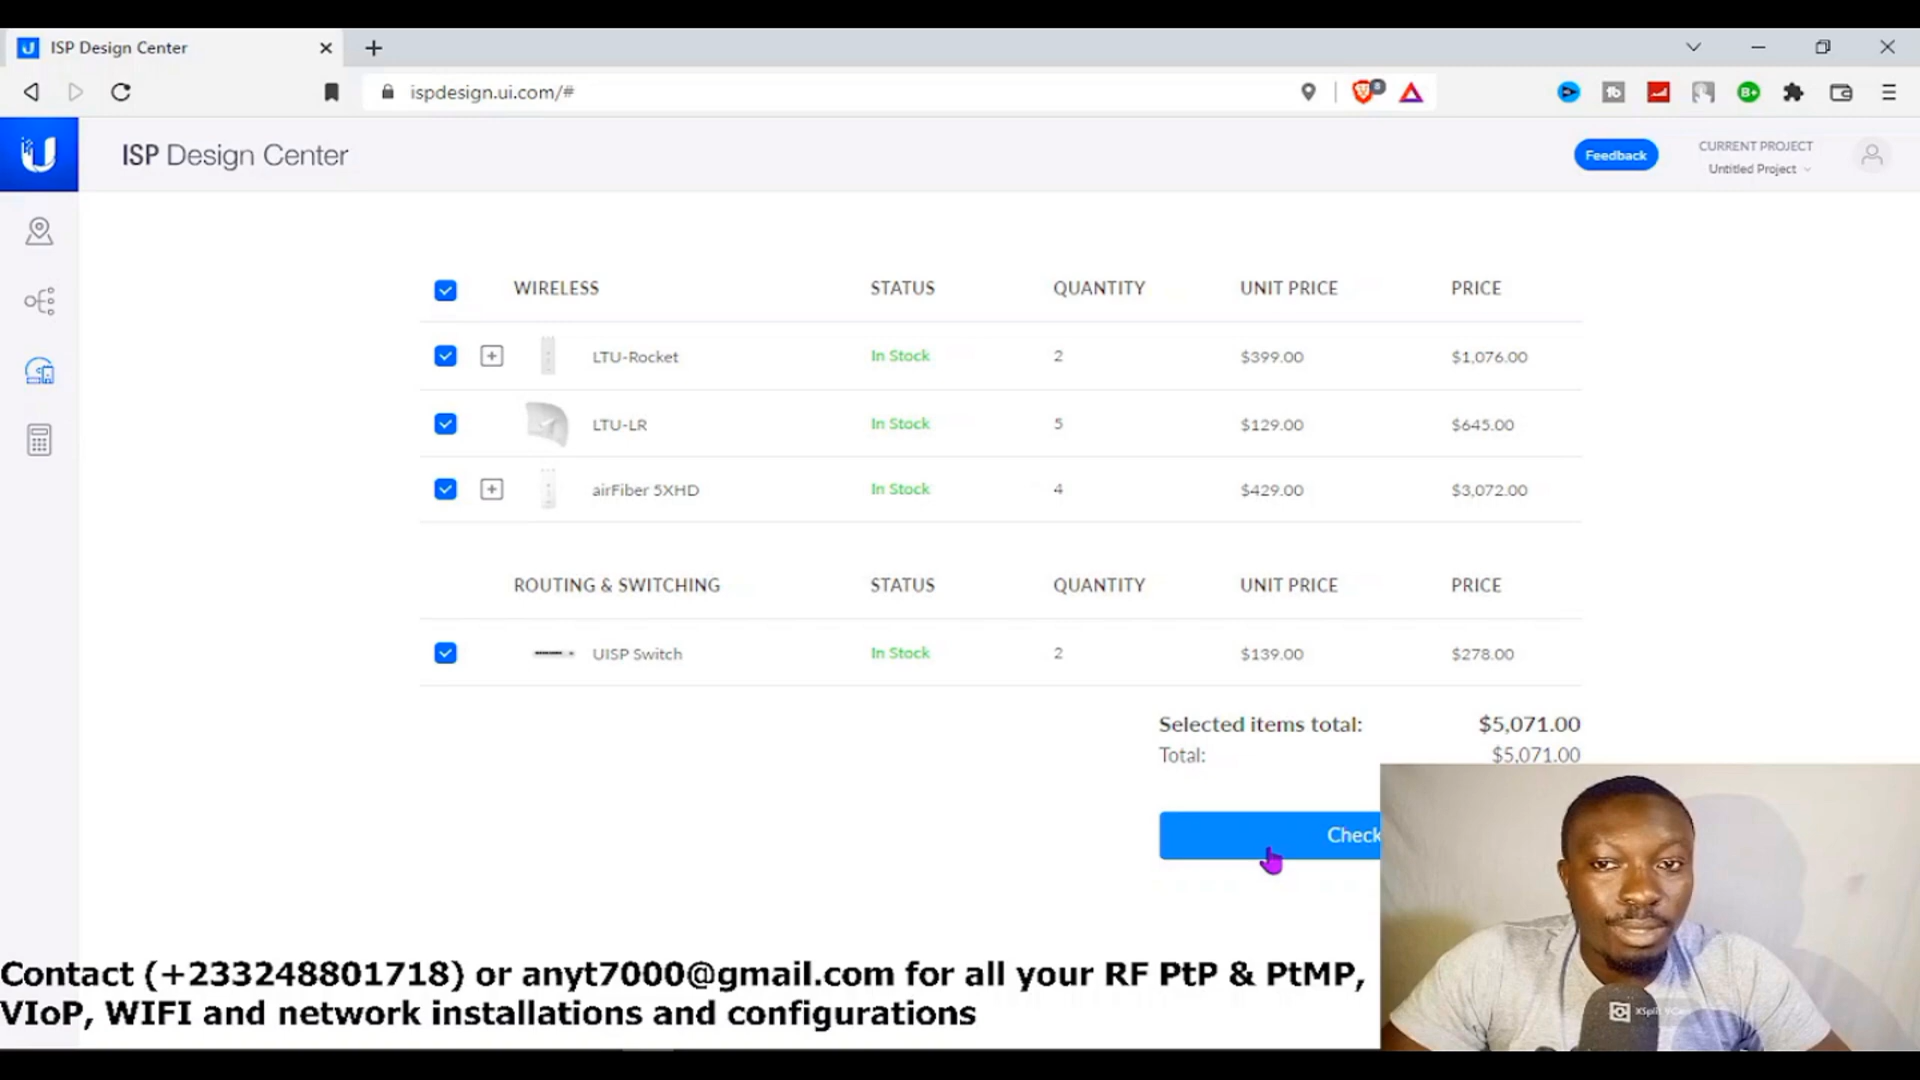 ISP Design Center
ispdesign.ui.com/#
ISP Design Center
Feedback
CURRENT PROJECT
Untitled Project
WIRELESS STATUS QUANTITY UNIT PRICE PRICE
LTU-Rocket In Stock 2 $399.00 $1,076.00
LTU-LR In Stock 5 $129.00 $645.00
airFiber 5XHD In Stock 4 $429.00 $3,072.00
ROUTING & SWITCHING STATUS QUANTITY UNIT PRICE PRICE
UISP Switch In Stock 2 $139.00 $278.00
Selected items total: $5,071.00
Total: $5,071.00
Check
Contact (+233248801718) or anyt7000@gmail.com for all your RF PtP & PtMP,
VIoP, WIFI and network installations and configurations